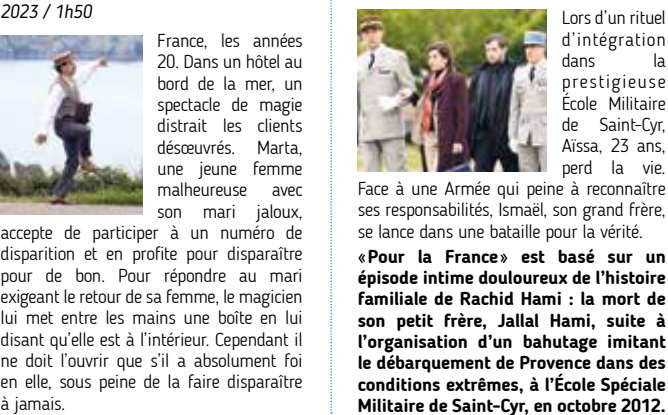 2023 / 1h50
France, les années
20. Dans un hôtel au
bord de la mer, un
spectacle de magie
distrait les clients
désœuvrés. Marta,
une jeune femme
malheureuse avec
son mari jaloux,
accepte de participer à un numéro de
disparition et en profite pour disparaître
pour de bon. Pour répondre au mari
exigeant le retour de sa femme, le magicien
lui met entre les mains une boîte en lui
disant qu'elle est à l'intérieur. Cependant il
ne doit l'ouvrir que s'il a absolument foi
en elle, sous peine de la faire disparaître
à jamais.
Lors d'un rituel
d'intégration
dans la
prestigieuse
École Militaire
de Saint-Cyr,
Aïssa, 23 ans,
perd la vie.
Face à une Armée qui peine à reconnaître
ses responsabilités, Ismaël, son grand frère,
se lance dans une bataille pour la vérité.
«Pour la France» est basé sur un
épisode intime douloureux de l'histoire
familiale de Rachid Hami : la mort de
son petit frère, Jallal Hami, suite à
l'organisation d'un bahutage imitant
le débarquement de Provence dans des
conditions extrêmes, à l'École Spéciale
Militaire de Saint-Cyr, en octobre 2012.